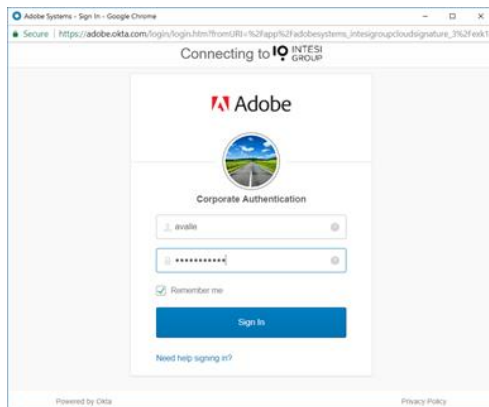 Adobe Systems - Sign In - Google Chrome
Secure | https://adobe.okta.com/login/login.htm?fromURI=%2Fapp%2Fadobesystems_intesigroupcloudsignature_3%2Fexk1
Connecting to INTESI GROUP
Adobe
Corporate Authentication
avalie
•••••••••••
Remember me
Sign In
Need help signing in?
Powered by Okta Privacy Policy